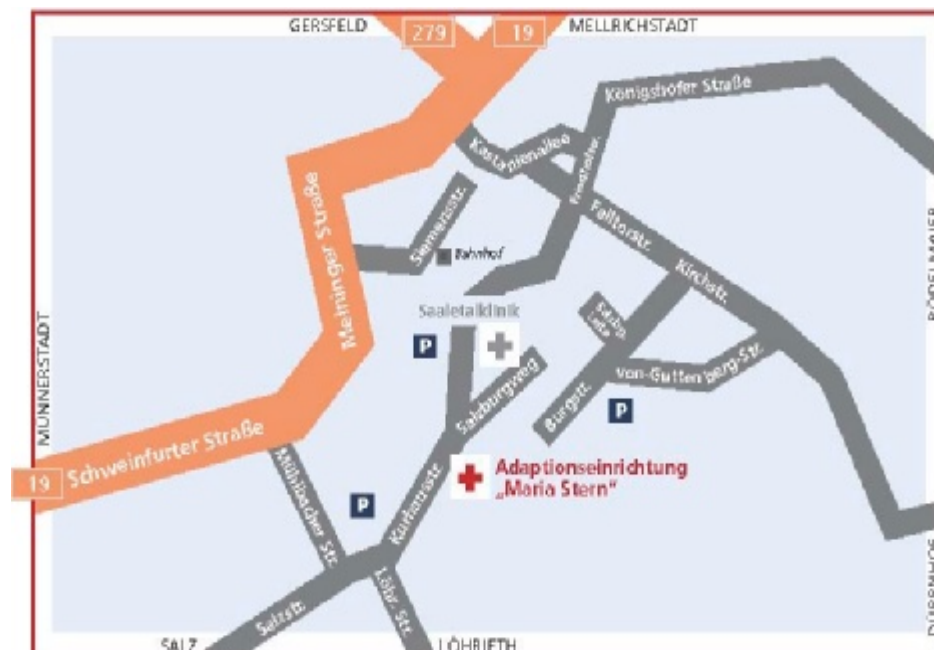 GERSFELD
279
19
MELLRICHSTADT
Königshofer Straße
Kastanienallee
Falltorstr.
Siemensstr.
Bahnhof
Kirchstr.
Meininger Straße
Saaletalklinik
P
von-Guttenberg-Str.
Salzburgweg
Burgstr.
P
MÜNNERSTADT
Schweinfurter Straße
19
Mühlbacher Str.
P
Kurhausstr.
Adaptionseinrichtung
„Maria Stern“
Löhr. Str.
Salzstr.
SALZ
LÖHRIETH